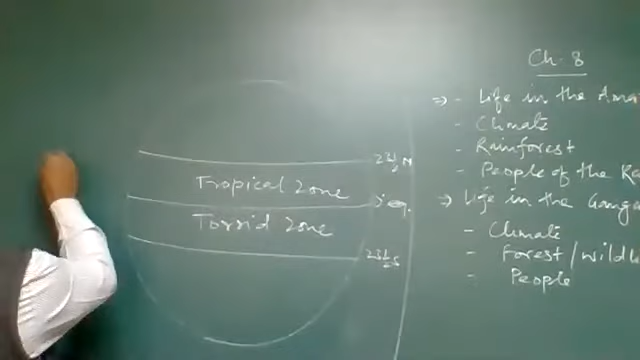 Ch-8
⇒ - Life in the Ama
- Climate
- Rainforest
- People of the Ra
⇒ Life in the Ganga
- Climate
- Forest/wildl
- People
23½ N
Tropical Zone
0° eq.
Torrid Zone
23½ S